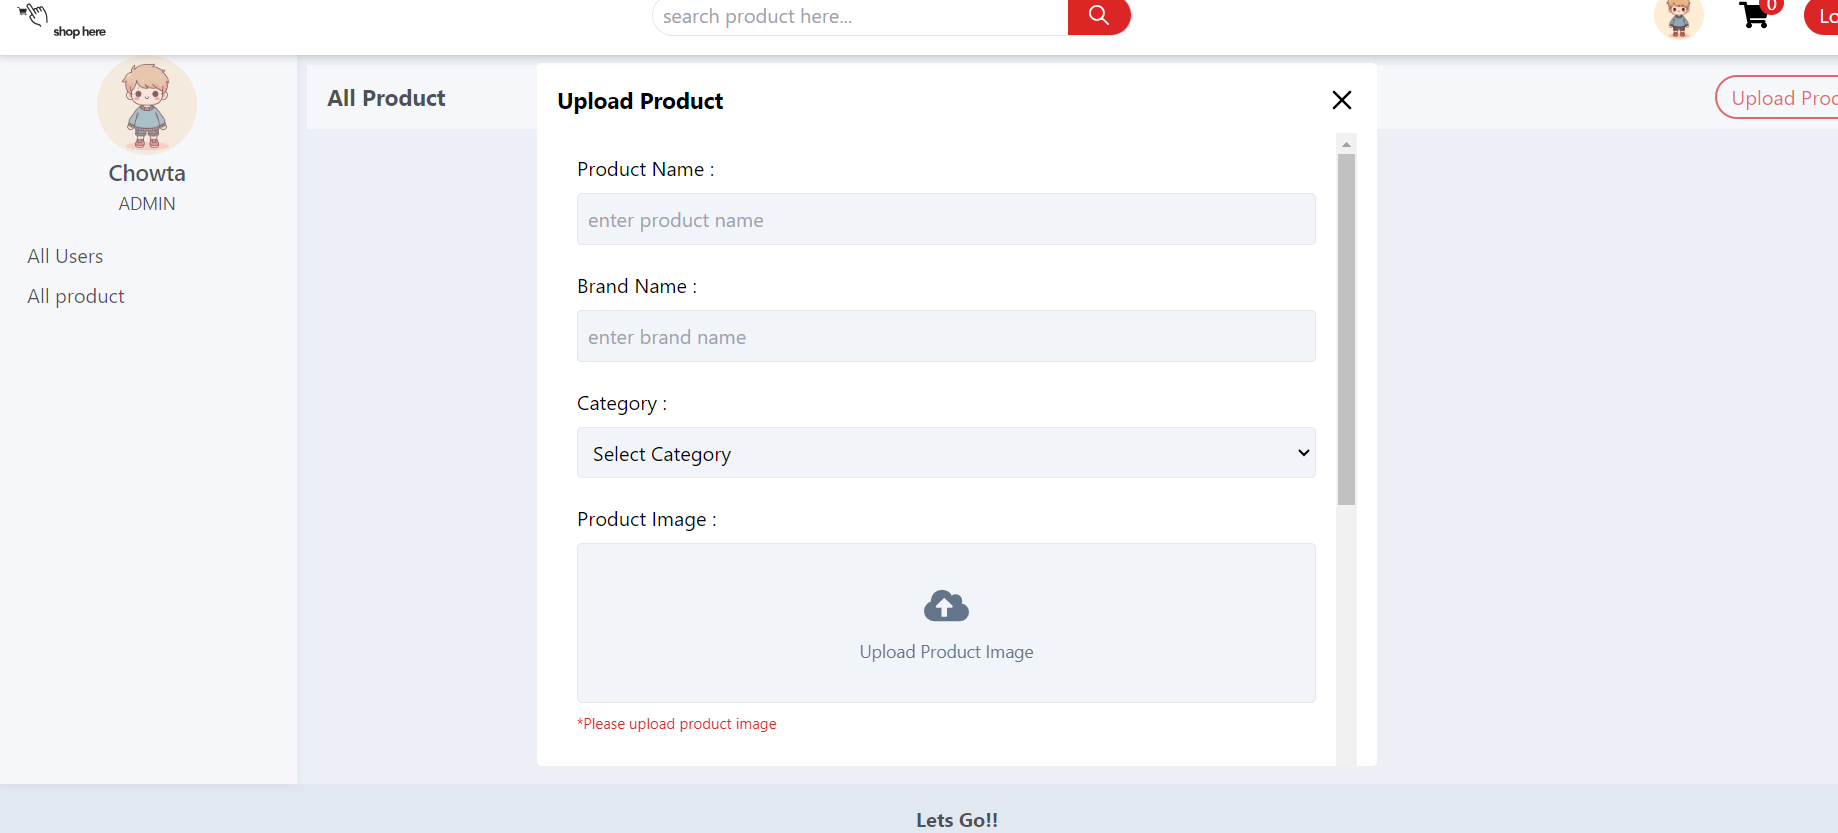 shop here
search product here...
0
Lo
Chowta
ADMIN
All Users
All product
All Product
Upload Prod
Upload Product
Product Name :
enter product name
Brand Name :
enter brand name
Category :
Select Category
Product Image :
Upload Product Image
*Please upload product image
Lets Go!!